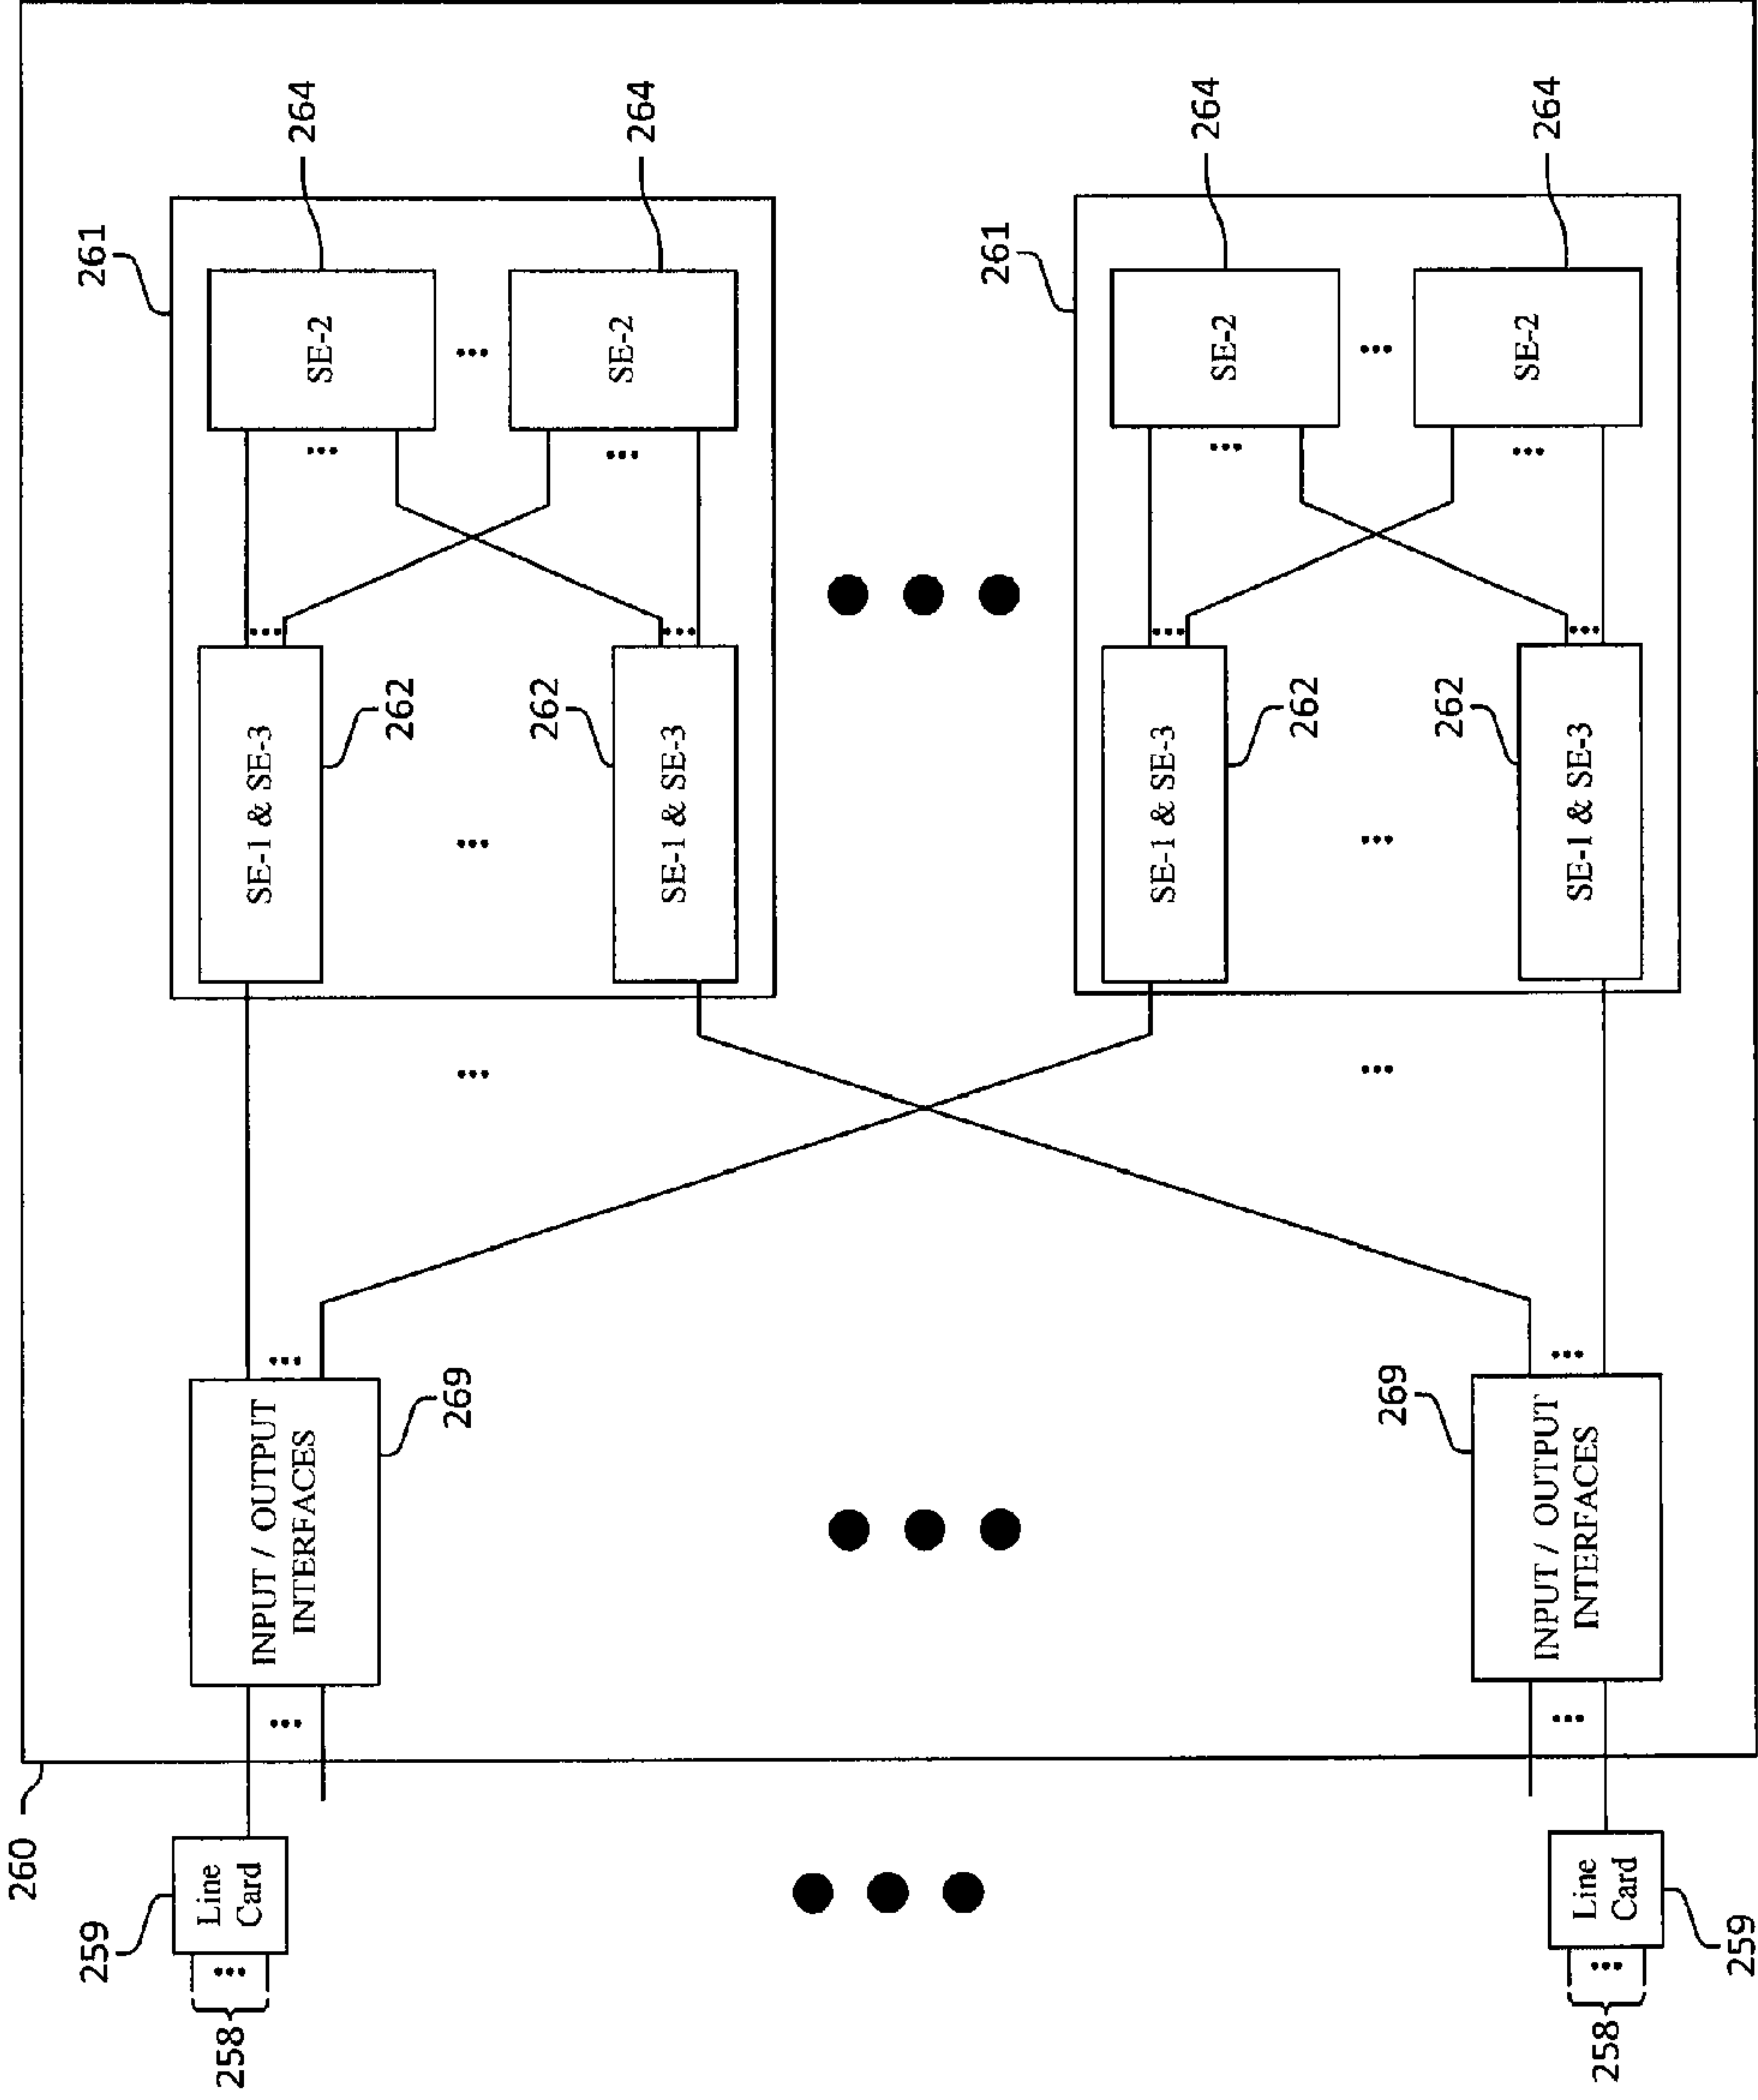 260
259
261
258
Line
Card
INPUT / OUTPUT
INTERFACES
SE-1 & SE-3
SE-2
264
262
269
262
SE-1 & SE-3
SE-2
264
261
SE-1 & SE-3
SE-2
264
262
269
262
258
Line
Card
INPUT / OUTPUT
INTERFACES
SE-1 & SE-3
SE-2
264
259